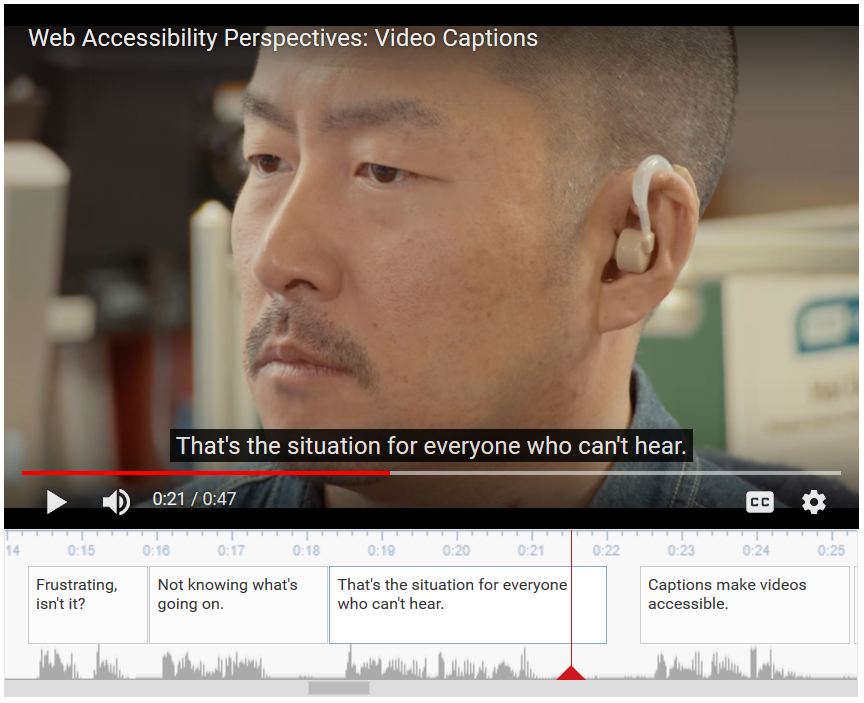 Web Accessibility Perspectives: Video Captions
That's the situation for everyone who can't hear.
0:21 / 0:47
CC
14 0:15 0:16 0:17 0:18 0:19 0:20 0:21 0:22 0:23 0:24 0:25
Frustrating,
isn't it?
Not knowing what's
going on.
That's the situation for everyone
who can't hear.
Captions make videos
accessible.